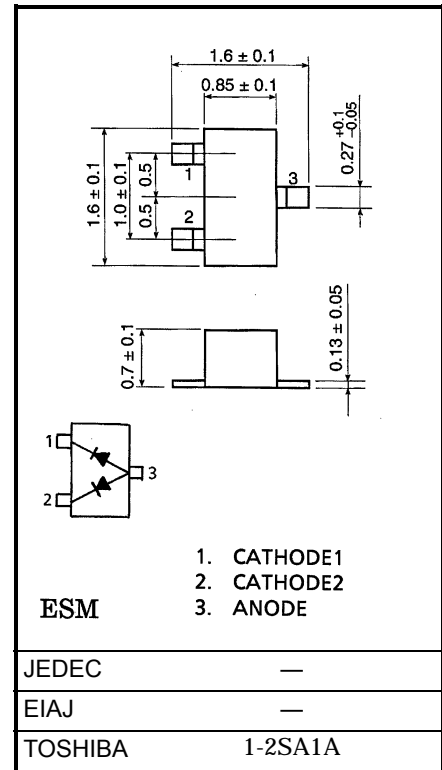 1.6 ± 0.1
0.85 ± 0.1
0.27 +0.1 −0.05
1.6 ± 0.1
1.0 ± 0.1
0.5
0.5
1
2
3
0.7 ± 0.1
0.13 ± 0.05
1
2
3
1. CATHODE1
2. CATHODE2
3. ANODE
ESM
JEDEC —
EIAJ —
TOSHIBA 1-2SA1A